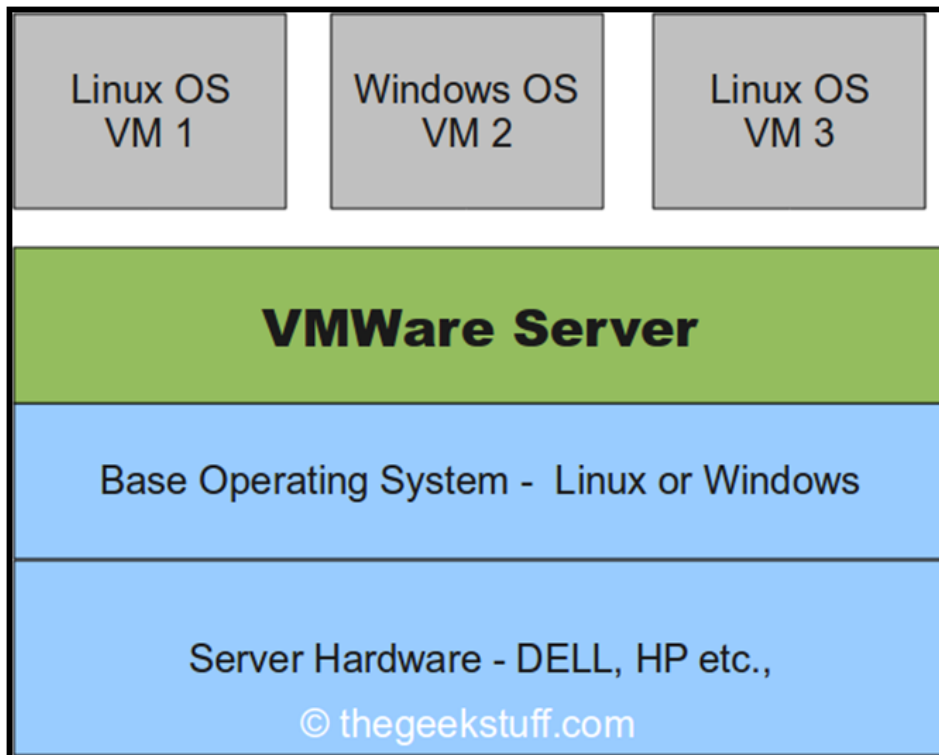 Linux OS
VM 1
Windows OS
VM 2
Linux OS
VM 3
VMWare Server
Base Operating System - Linux or Windows
Server Hardware - DELL, HP etc.,
© thegeekstuff.com